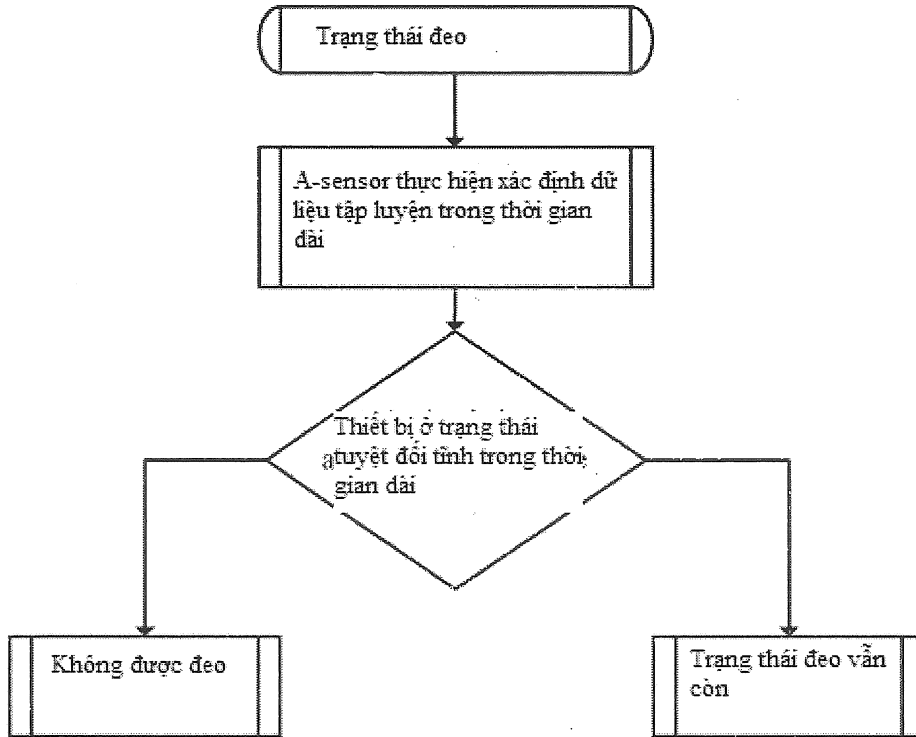 Trạng thái đeo
A-sensor thực hiện xác định dữ
liệu tập luyện trong thời gian
dài
Thiết bị ở trạng thái
tuyệt đối tĩnh trong thời
gian dài
Không được đeo
Trạng thái đeo vẫn
còn